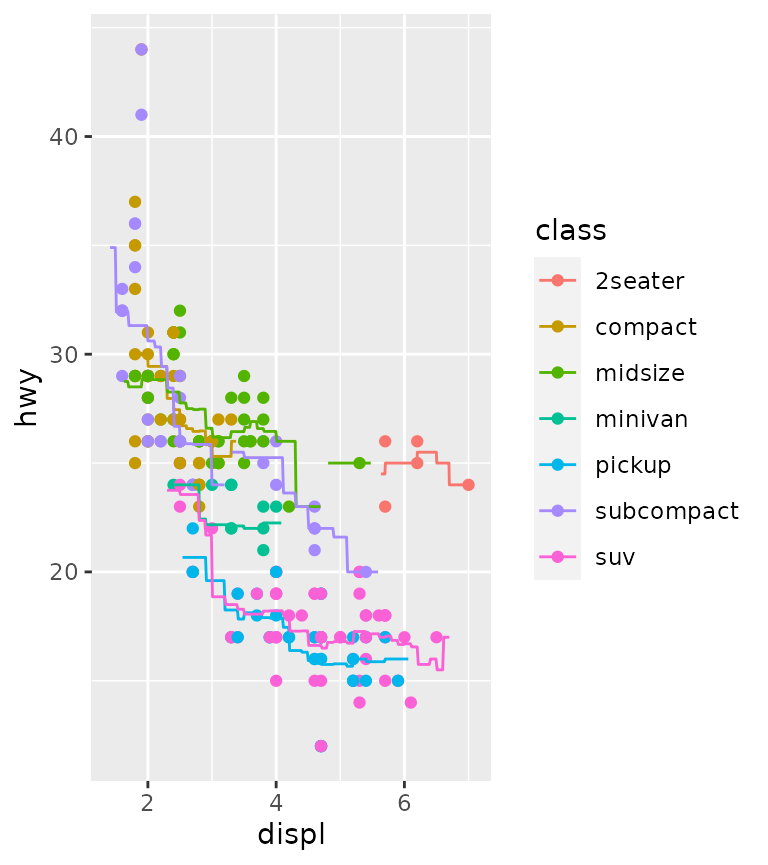 hwy
40
30
20
2
4
6
displ
class
2seater
compact
midsize
minivan
pickup
subcompact
suv